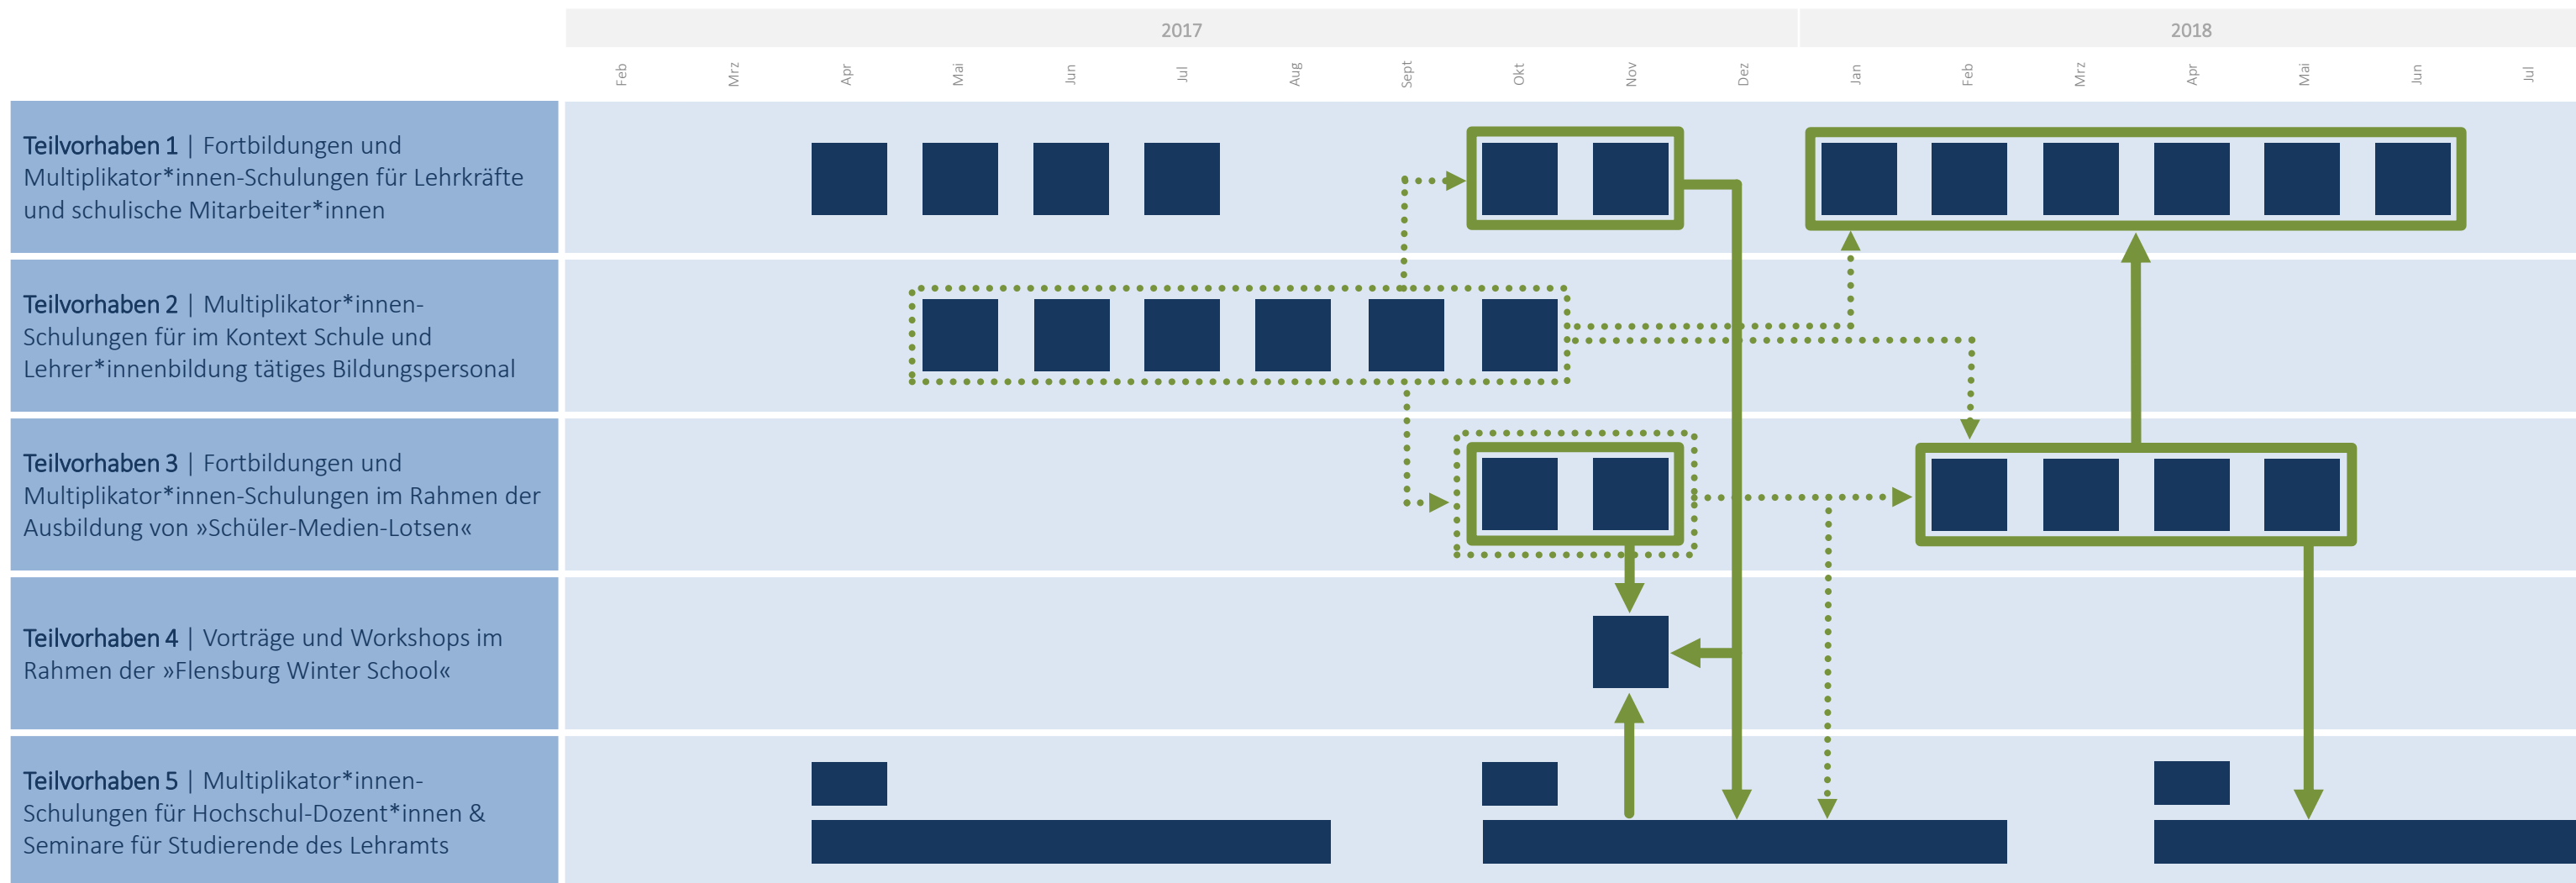 2017
2018
Feb
Mrz
Apr
Mai
Jun
Jul
Aug
Sept
Okt
Nov
Dez
Jan
Feb
Mrz
Apr
Mai
Jun
Jul
Teilvorhaben 1 | Fortbildungen und
Multiplikator*innen-Schulungen für Lehrkräfte
und schulische Mitarbeiter*innen
Teilvorhaben 2 | Multiplikator*innen-
Schulungen für im Kontext Schule und
Lehrer*innenbildung tätiges Bildungspersonal
Teilvorhaben 3 | Fortbildungen und
Multiplikator*innen-Schulungen im Rahmen der
Ausbildung von »Schüler-Medien-Lotsen«
Teilvorhaben 4 | Vorträge und Workshops im
Rahmen der »Flensburg Winter School«
Teilvorhaben 5 | Multiplikator*innen-
Schulungen für Hochschul-Dozent*innen &
Seminare für Studierende des Lehramts